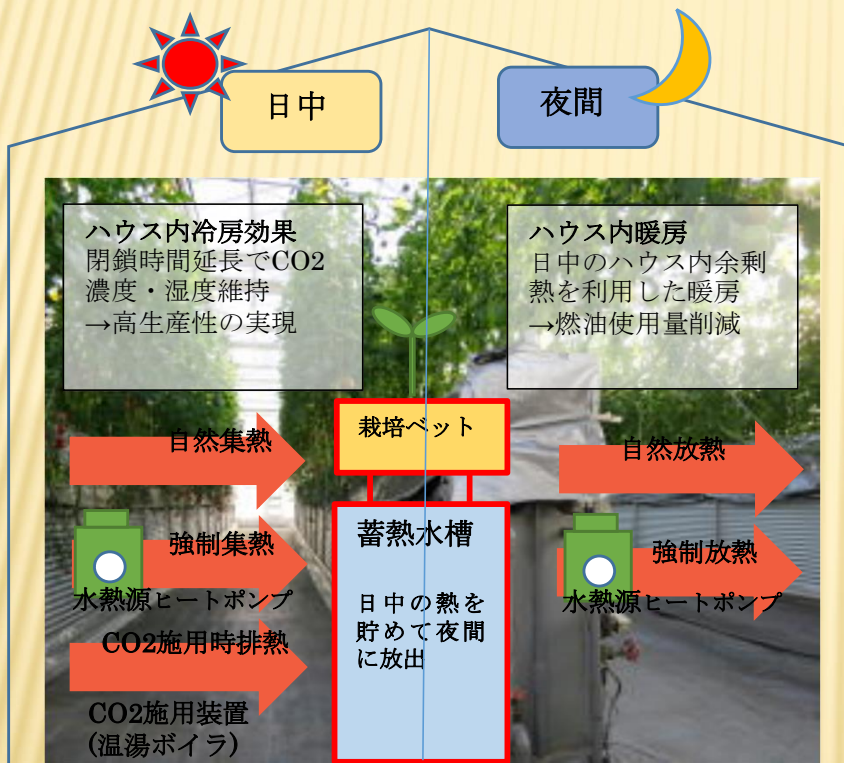 日中
夜間
ハウス内冷房効果
閉鎖時間延長でCO2
濃度・湿度維持
→高生産性の実現
ハウス内暖房
日中のハウス内余剰
熱を利用した暖房
→燃油使用量削減
自然集熱
強制集熱
水熱源ヒートポンプ
CO2施用時排熱
CO2施用装置
(温湯ボイラ)
栽培ベット
蓄熱水槽
日中の熱を
貯めて夜間
に放出
自然放熱
強制放熱
水熱源ヒートポンプ